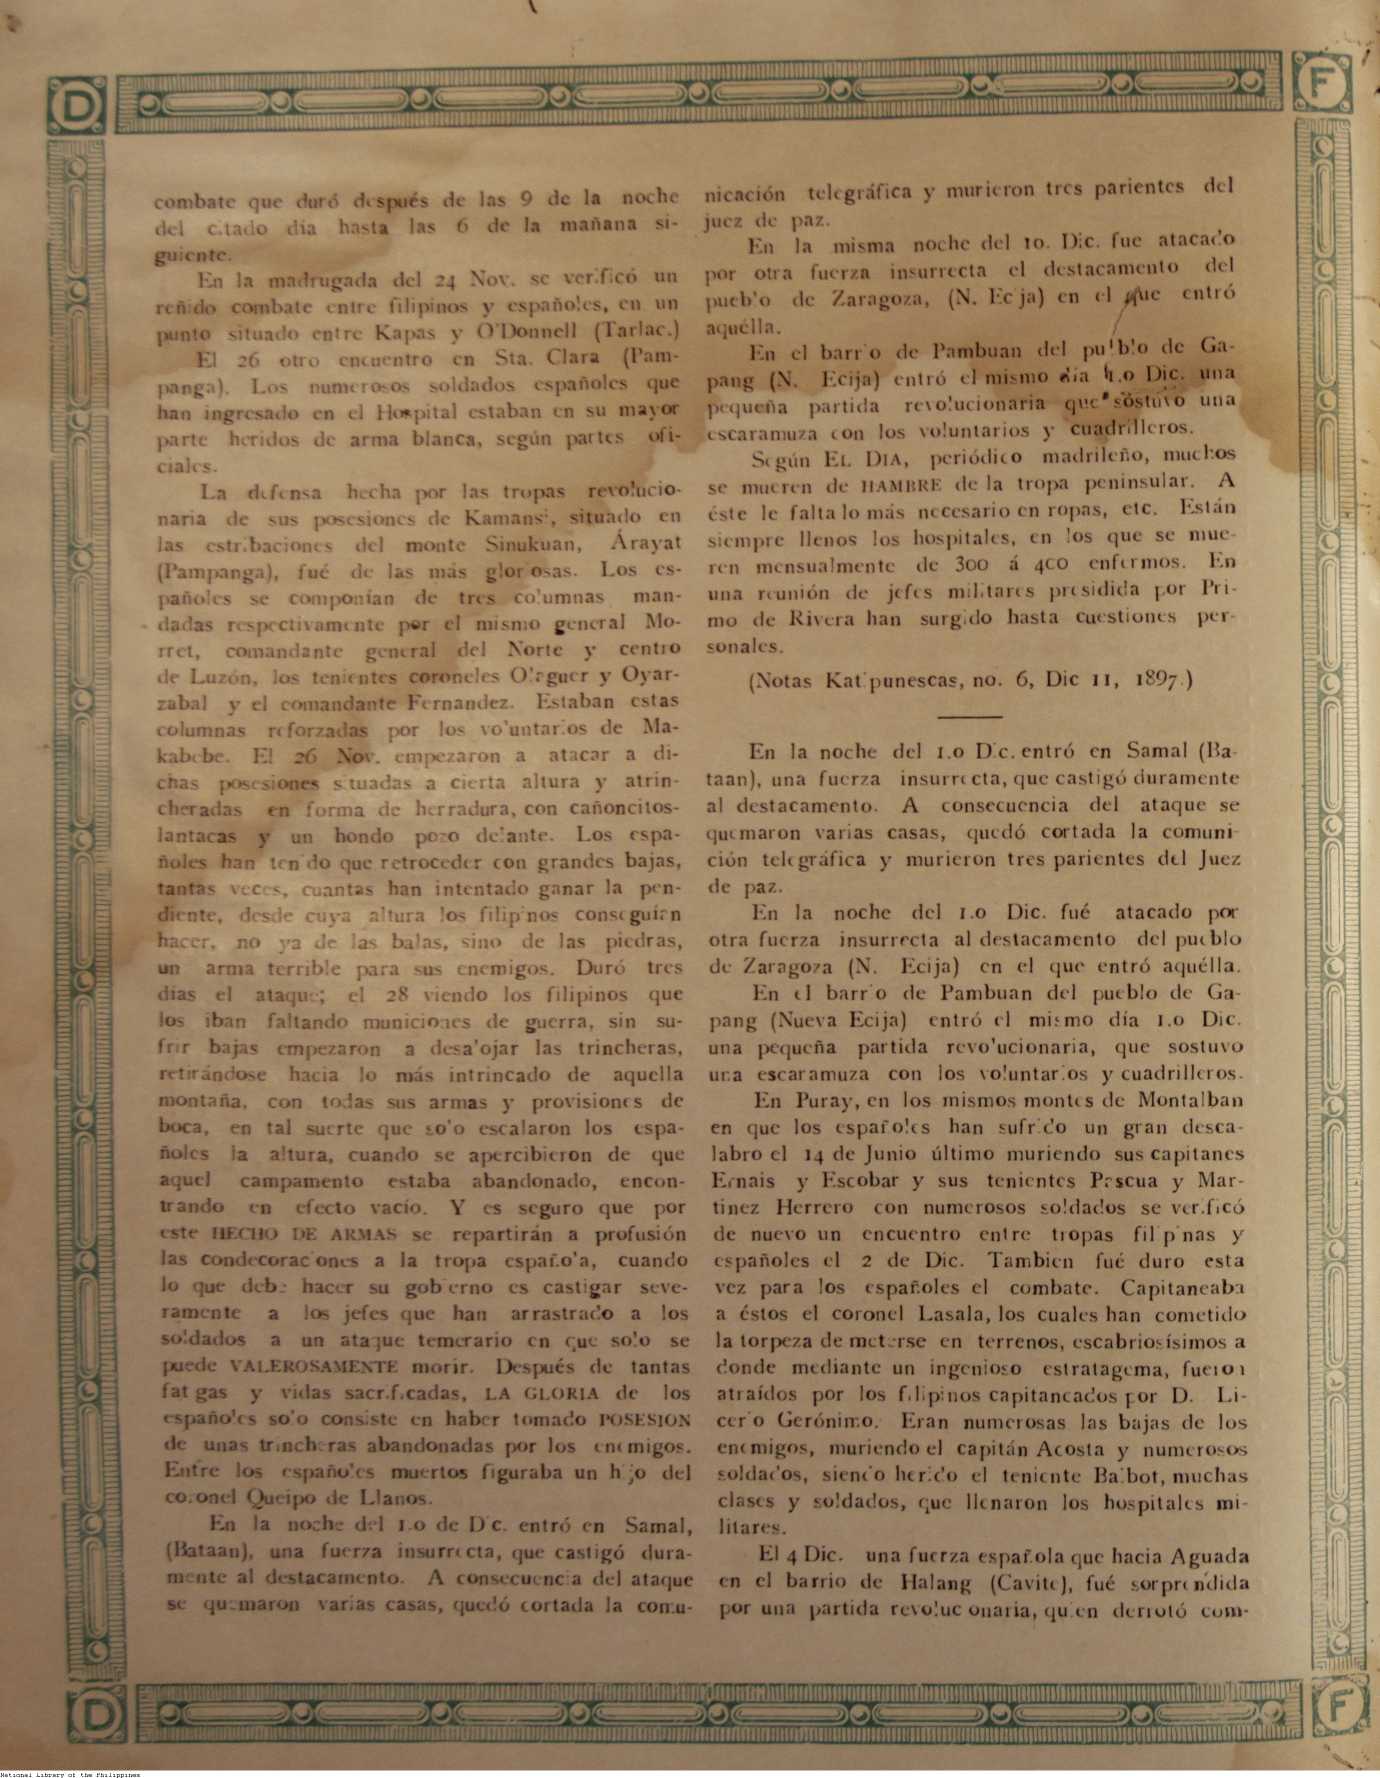 D
F
combate que duró después de las 9 de la noche
del citado dia hasta las 6 de la mañana si-
guiente.
En la madrugada del 24 Nov. se verificó un
reñido combate entre filipinos y españoles, en un
punto situado entre Kapas y O'Donnell (Tarlac.)
El 26 otro encuentro en Sta. Clara (Pam-
panga). Los numerosos soldados españoles que
han ingresado en el Hospital estaban en su mayor
parte heridos de arma blanca, según partes ofi-
ciales.
La defensa hecha por las tropas revolucio-
naria de sus posesiones de Kamansi, situado en
las estribaciones del monte Sinukuan, Árayat
(Pampanga), fué de las más gloriosas. Los es-
pañoles se componían de tres columnas man-
dadas respectivamente por el mismo general Mo-
rret, comandante general del Norte y centro
de Luzón, los tenientes coroneles Olaguer y Oyar-
zabal y el comandante Fernandez. Estaban estas
columnas reforzadas por los voluntarios de Ma-
kabebe. El 26 Nov. empezaron a atacar a di-
chas posesiones situadas a cierta altura y atrin-
cheradas en forma de herradura, con cañoncitos-
lantacas y un hondo pozo delante. Los espa-
ñoles han tenido que retroceder con grandes bajas,
tantas veces, cuantas han intentado ganar la pen-
diente, desde cuya altura los filipinos conseguían
hacer, no ya de las balas, sino de las piedras,
un arma terrible para sus enemigos. Duró tres
dias el ataque; el 28 viendo los filipinos que
los iban faltando municiones de guerra, sin su-
frir bajas empezaron a desalojar las trincheras,
retirándose hacia lo más intrincado de aquella
montaña, con todas sus armas y provisiones de
boca, en tal suerte que solo escalaron los espa-
ñoles la altura, cuando se apercibieron de que
aquel campamento estaba abandonado, encon-
trando en efecto vacío. Y es seguro que por
este HECHO DE ARMAS se repartirán a profusión
las condecoraciones a la tropa española, cuando
lo que debe hacer su gobierno es castigar seve-
ramente a los jefes que han arrastrado a los
soldados a un ataque temerario en que solo se
puede VALEROSAMENTE morir. Después de tantas
fatigas y vidas sacrificadas, LA GLORIA de los
españoles solo consiste en haber tomado POSESION
de unas trincheras abandonadas por los enemigos.
Entre los españoles muertos figuraba un hijo del
coronel Queipo de Llanos.
En la noche del 1.o de Dic. entró en Samal,
(Bataan), una fuerza insurrecta, que castigó dura-
mente al destacamento. A consecuencia del ataque
se quemaron varias casas, quedó cortada la comu-
nicación telegráfica y murieron tres parientes del
juez de paz.
En la misma noche del 10. Dic. fue atacado
por otra fuerza insurrecta el destacamento del
pueblo de Zaragoza, (N. Ecija) en el que entró
aquélla.
En el barrio de Pambuan del pueblo de Ga-
pang (N. Ecija) entró el mismo día 1.o Dic. una
pequeña partida revolucionaria que sostuvo una
escaramuza con los voluntarios y cuadrilleros.
Según EL DIA, periódico madrileño, muchos
se mueren de HAMBRE de la tropa peninsular. A
éste le falta lo más necesario en ropas, etc. Están
siempre llenos los hospitales, en los que se mue-
ren mensualmente de 300 á 400 enfermos. En
una reunión de jefes militares presidida por Pri-
mo de Rivera han surgido hasta cuestiones per-
sonales.
(Notas Katipunescas, no. 6, Dic 11, 1897.)
En la noche del 1.o Dic. entró en Samal (Ba-
taan), una fuerza insurrecta, que castigó duramente
al destacamento. A consecuencia del ataque se
quemaron varias casas, quedó cortada la comuni
ción telegráfica y murieron tres parientes del Juez
de paz.
En la noche del 1.o Dic. fué atacado por
otra fuerza insurrecta al destacamento del pueblo
de Zaragoza (N. Ecija) en el que entró aquélla.
En el barrio de Pambuan del pueblo de Ga-
pang (Nueva Ecija) entró el mismo día 1.o Dic.
una pequeña partida revolucionaria, que sostuvo
una escaramuza con los voluntarios y cuadrilleros.
En Puray, en los mismos montes de Montalban
en que los españoles han sufrido un gran desca-
labro el 14 de Junio último muriendo sus capitanes
Ernais y Escobar y sus tenientes Pascua y Mar-
tinez Herrero con numerosos soldados se verificó
de nuevo un encuentro entre tropas filipinas y
españoles el 2 de Dic. Tambien fué duro esta
vez para los españoles el combate. Capitaneaba
a éstos el coronel Lasala, los cuales han cometido
la torpeza de meterse en terrenos, escabriosísimos a
donde mediante un ingenioso estratagema, fueron
atraídos por los filipinos capitaneados por D. Li-
cerio Gerónimo. Eran numerosas las bajas de los
enemigos, muriendo el capitán Acosta y numerosos
soldados, siendo herido el teniente Balbot, muchas
clases y soldados, que llenaron los hospitales mi-
litares.
El 4 Dic. una fuerza española que hacia Aguada
en el barrio de Halang (Cavite), fué sorprendida
por una partida revolucionaria, quien derrotó com-
D
F
National Library of the Philippines